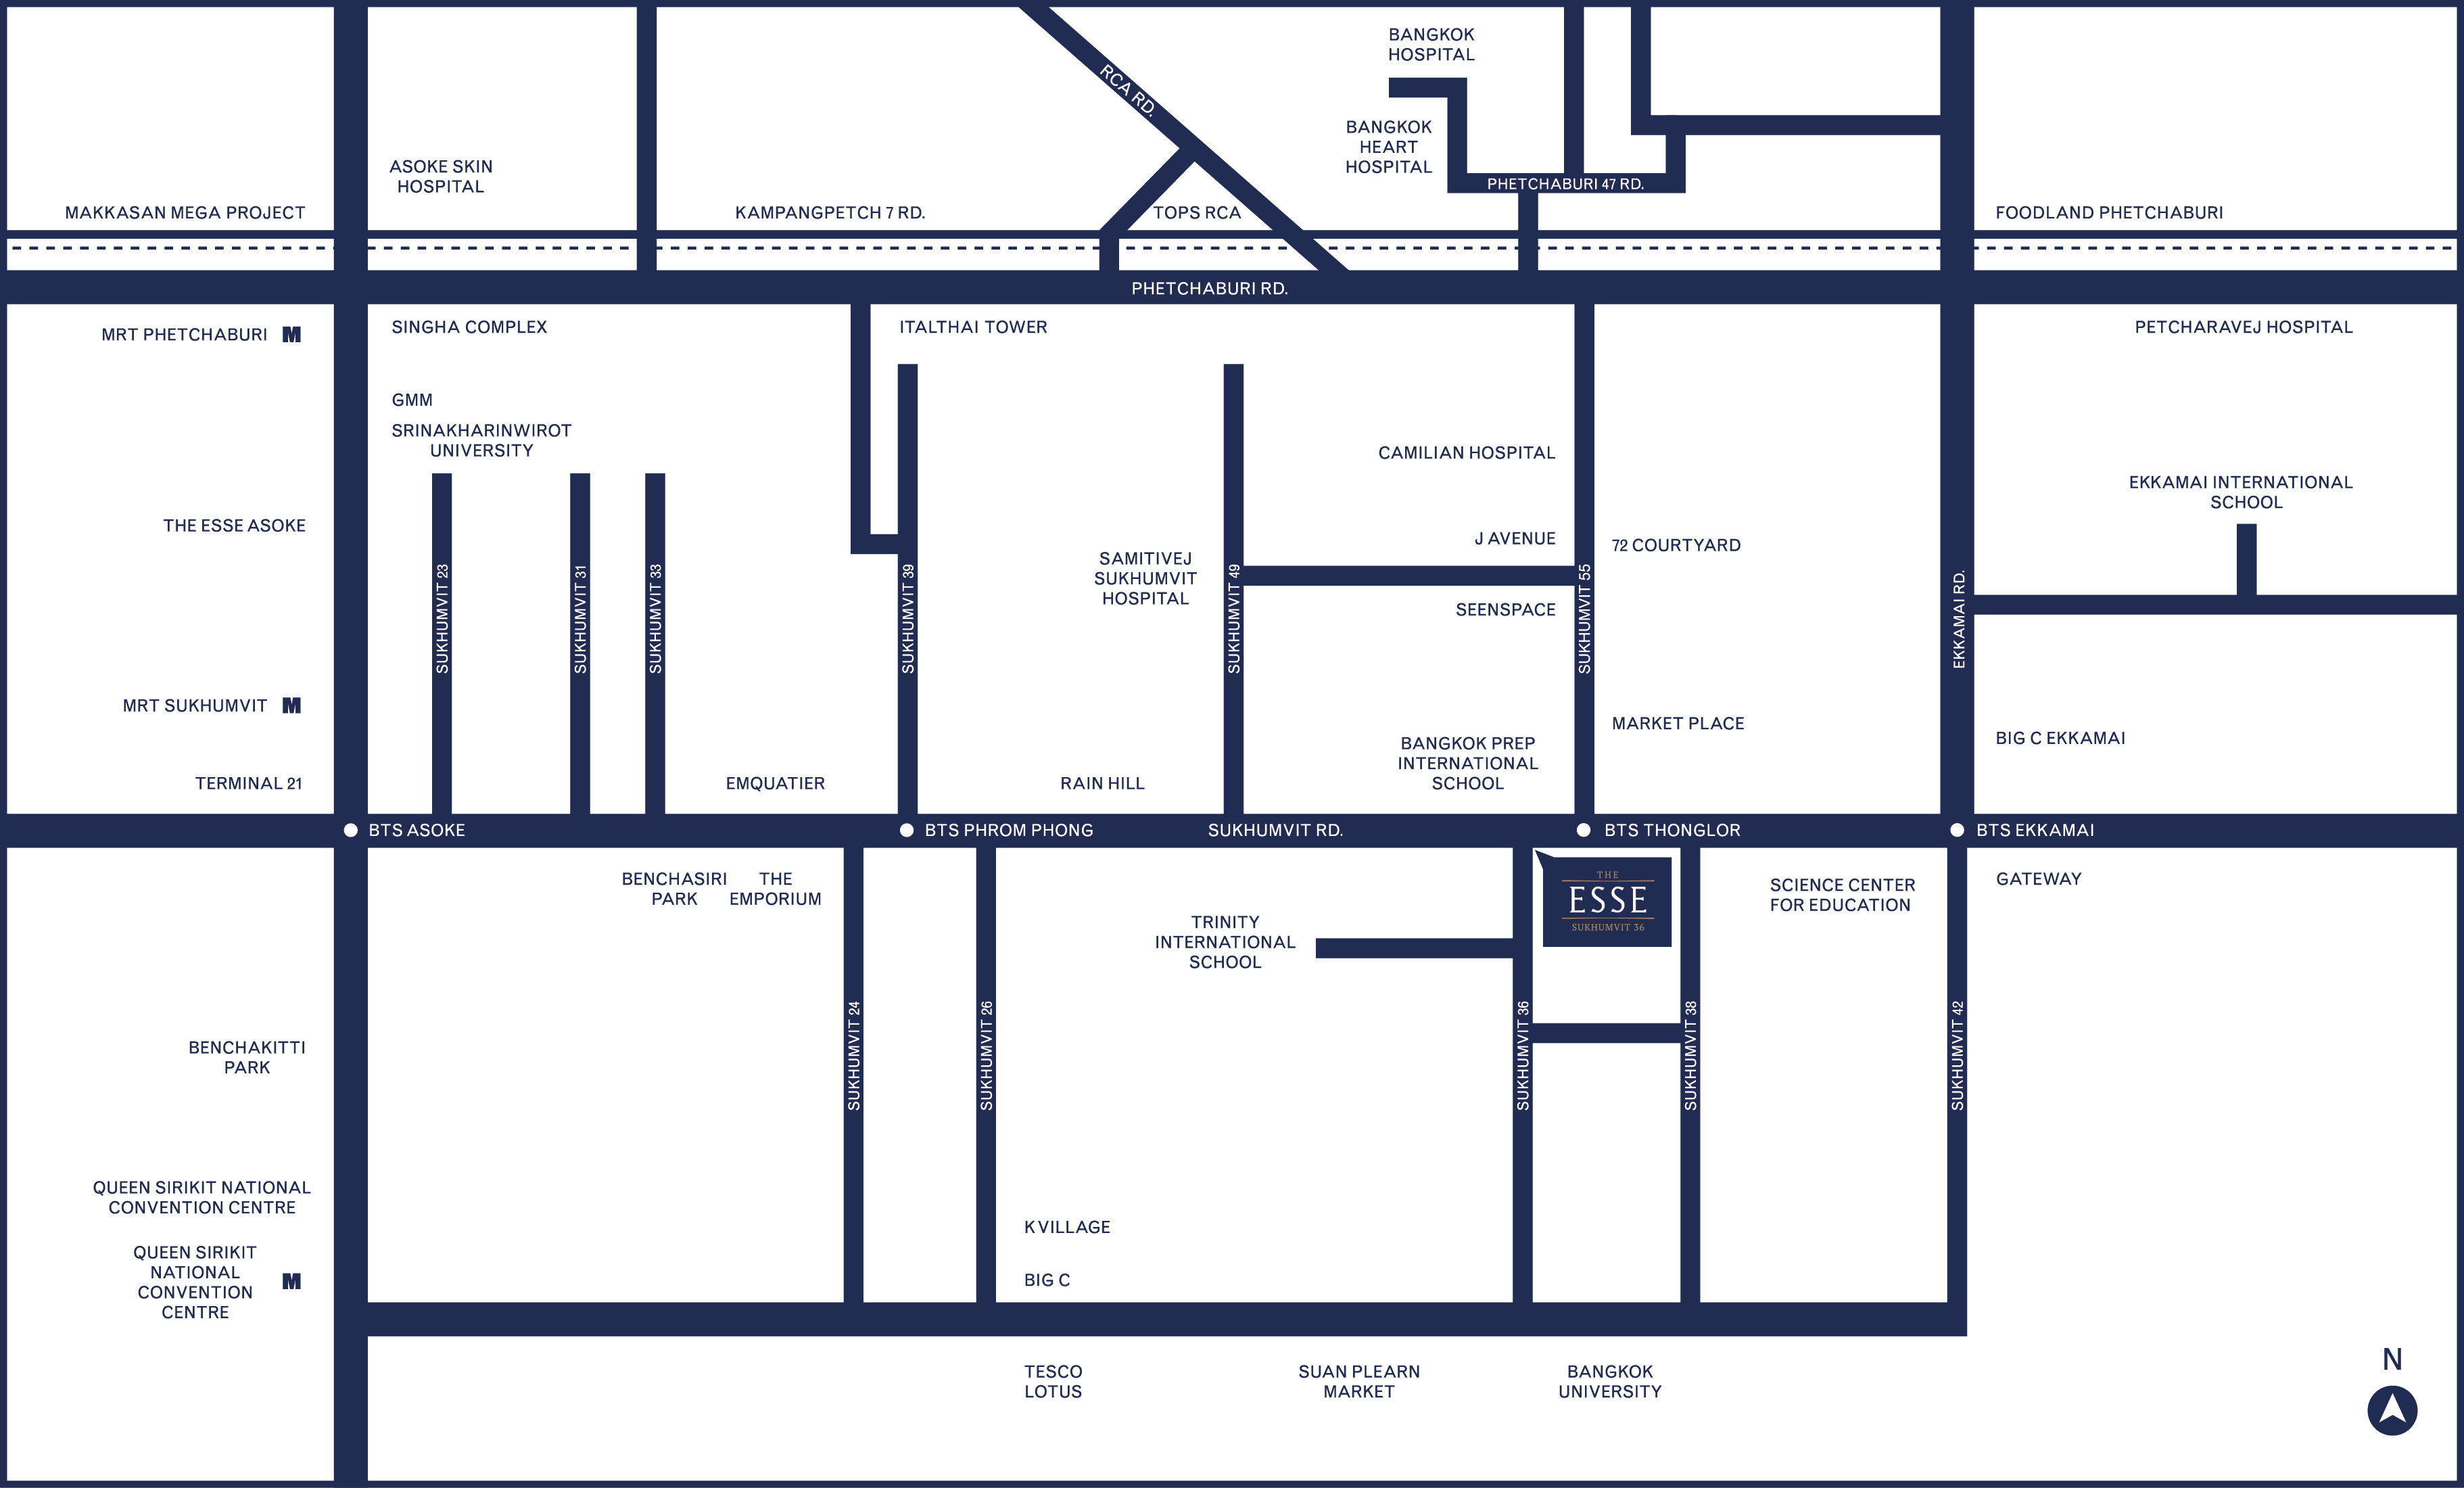 BANGKOK
HOSPITAL
RCA RD.
BANGKOK
HEART
HOSPITAL
ASOKE SKIN
HOSPITAL
PHETCHABURI 47 RD.
MAKKASAN MEGA PROJECT
KAMPANGPETCH 7 RD.
TOPS RCA
FOODLAND PHETCHABURI
PHETCHABURI RD.
MRT PHETCHABURI M
SINGHA COMPLEX
ITALTHAI TOWER
PETCHARAVEJ HOSPITAL
GMM
SRINAKHARINWIROT
UNIVERSITY
CAMILIAN HOSPITAL
EKKAMAI INTERNATIONAL
SCHOOL
THE ESSE ASOKE
J AVENUE
72 COURTYARD
SAMITIVEJ
SUKHUMVIT
HOSPITAL
SEENSPACE
SUKHUMVIT 23
SUKHUMVIT 31
SUKHUMVIT 33
SUKHUMVIT 39
SUKHUMVIT 49
SUKHUMVIT 55
EKKAMAI RD.
MRT SUKHUMVIT M
MARKET PLACE
BIG C EKKAMAI
BANGKOK PREP
INTERNATIONAL
SCHOOL
TERMINAL 21
EMQUATIER
RAIN HILL
BTS ASOKE
BTS PHROM PHONG
SUKHUMVIT RD.
BTS THONGLOR
BTS EKKAMAI
BENCHASIRI
PARK
THE
EMPORIUM
THE
ESSE
SUKHUMVIT 36
SCIENCE CENTER
FOR EDUCATION
GATEWAY
TRINITY
INTERNATIONAL
SCHOOL
SUKHUMVIT 24
SUKHUMVIT 26
SUKHUMVIT 36
SUKHUMVIT 38
SUKHUMVIT 42
BENCHAKITTI
PARK
QUEEN SIRIKIT NATIONAL
CONVENTION CENTRE
K VILLAGE
QUEEN SIRIKIT
NATIONAL
CONVENTION
CENTRE
M
BIG C
TESCO
LOTUS
SUAN PLEARN
MARKET
BANGKOK
UNIVERSITY
N